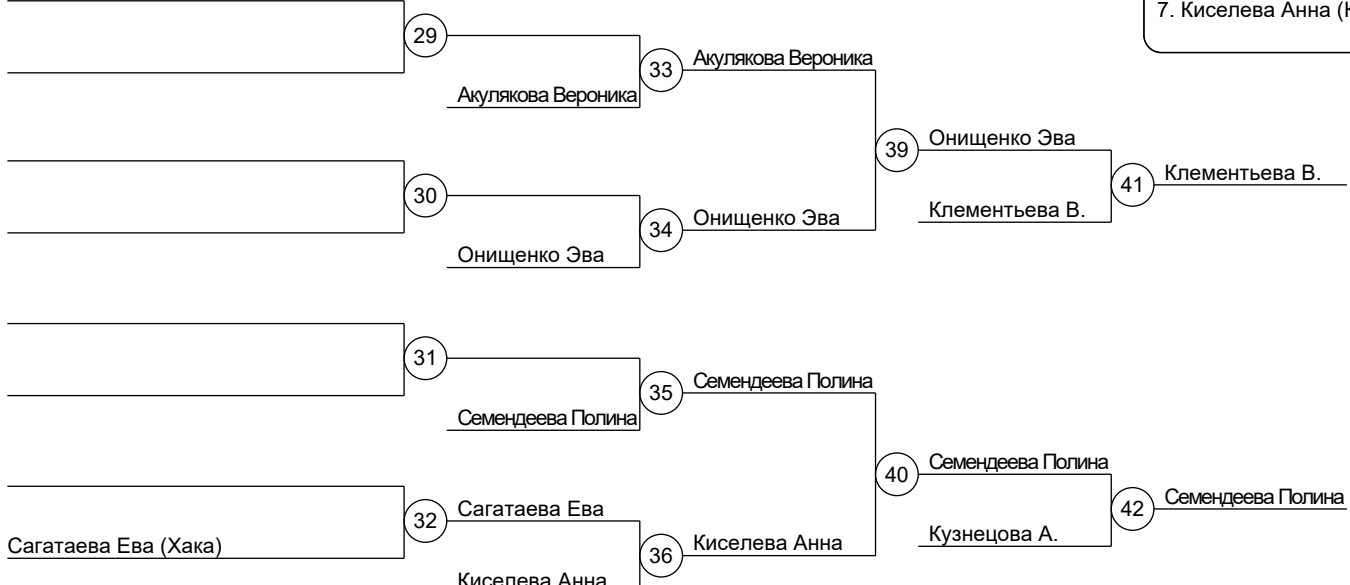 7. Киселева Анна (К
29
33
Акулякова Вероника
Акулякова Вероника
39
Онищенко Эва
41
Клементьева В.
30
Клементьева В.
34
Онищенко Эва
Онищенко Эва
31
35
Семендеева Полина
Семендеева Полина
40
Семендеева Полина
42
Семендеева Полина
32
Сагатаева Ева
Кузнецова А.
Сагатаева Ева (Хака)
36
Киселева Анна
Киселева Анна